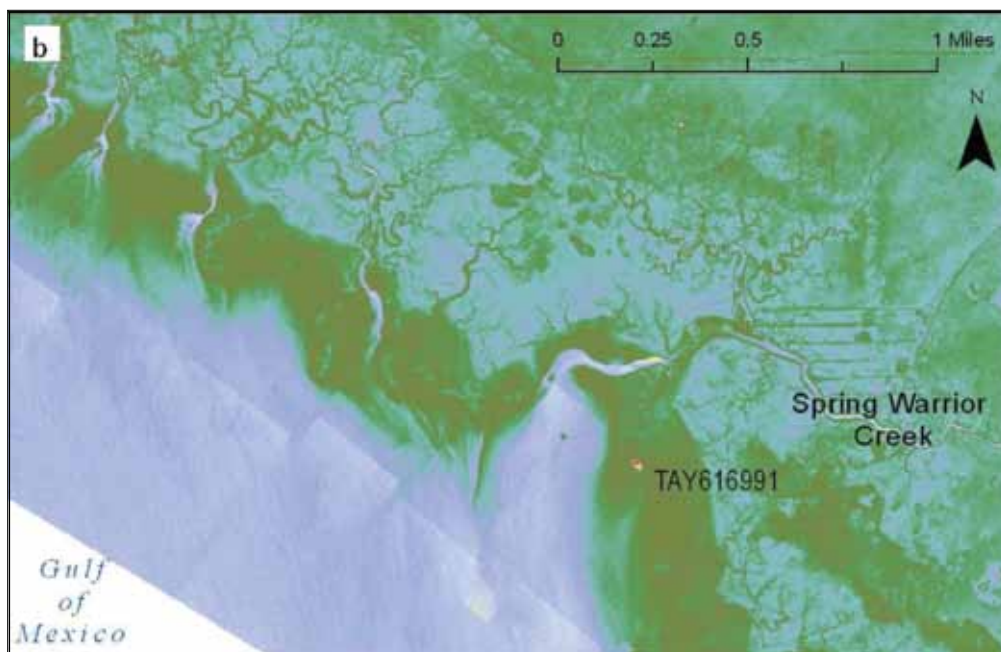 b
0 0.25 0.5 1 Miles
N
Spring Warrior
Creek
TAY616991
Gulf
of
Mexico